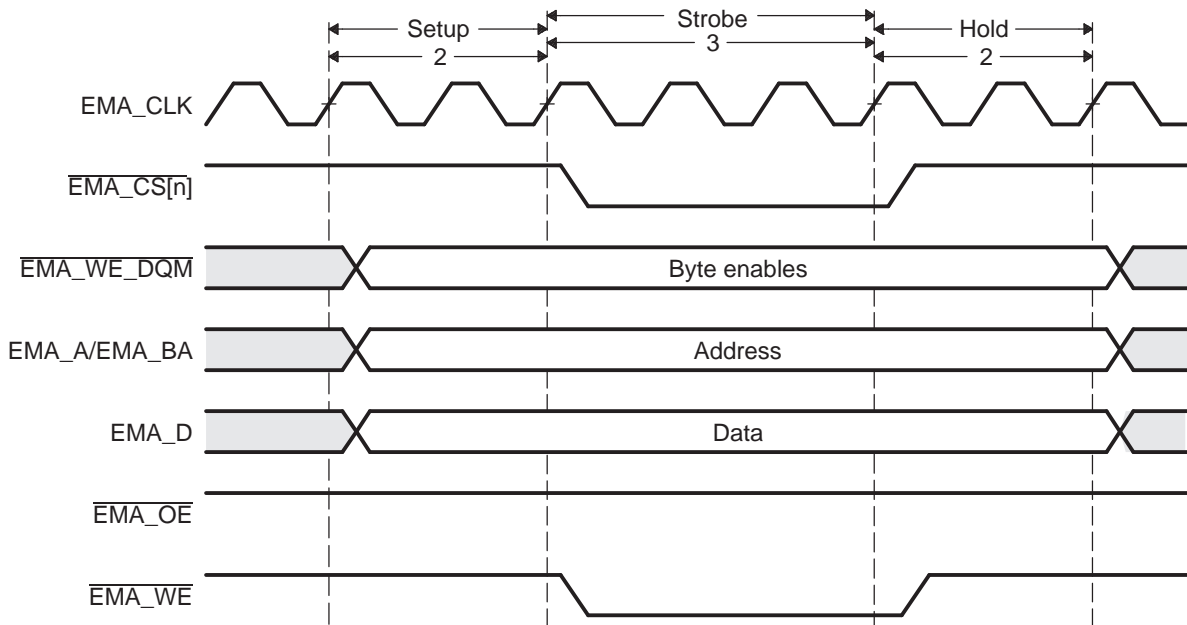 Setup
Strobe
Hold
2
3
2
EMA_CLK
EMA_CS[n]
EMA_WE_DQM
Byte enables
EMA_A/EMA_BA
Address
EMA_D
Data
EMA_OE
EMA_WE